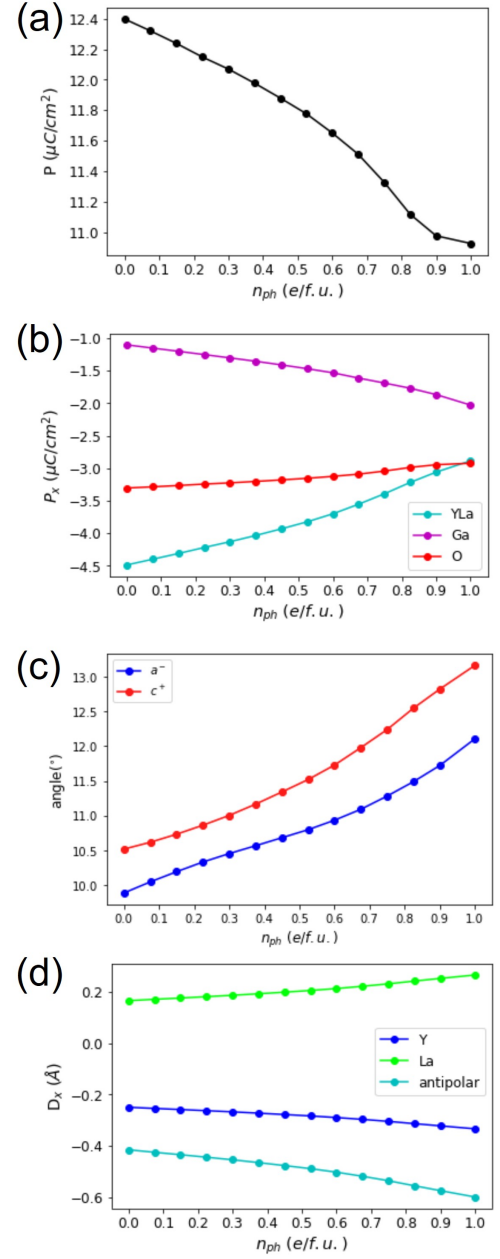 (a)
12.4
12.2
12.0
11.8
11.6
11.4
11.2
11.0
P (μC/cm²)
0.0 0.1 0.2 0.3 0.4 0.5 0.6 0.7 0.8 0.9 1.0
n_ph (e/f.u.)
(b)
-1.0
-1.5
-2.0
-2.5
-3.0
-3.5
-4.0
-4.5
P_x (μC/cm²)
YLa
Ga
O
0.0 0.1 0.2 0.3 0.4 0.5 0.6 0.7 0.8 0.9 1.0
n_ph (e/f.u.)
(c)
a⁻
c⁺
13.0
12.5
12.0
11.5
11.0
10.5
10.0
angle(°)
0.0 0.1 0.2 0.3 0.4 0.5 0.6 0.7 0.8 0.9 1.0
n_ph (e/f.u.)
(d)
0.2
0.0
-0.2
-0.4
-0.6
D_x (Å)
Y
La
antipolar
0.0 0.1 0.2 0.3 0.4 0.5 0.6 0.7 0.8 0.9 1.0
n_ph (e/f.u.)